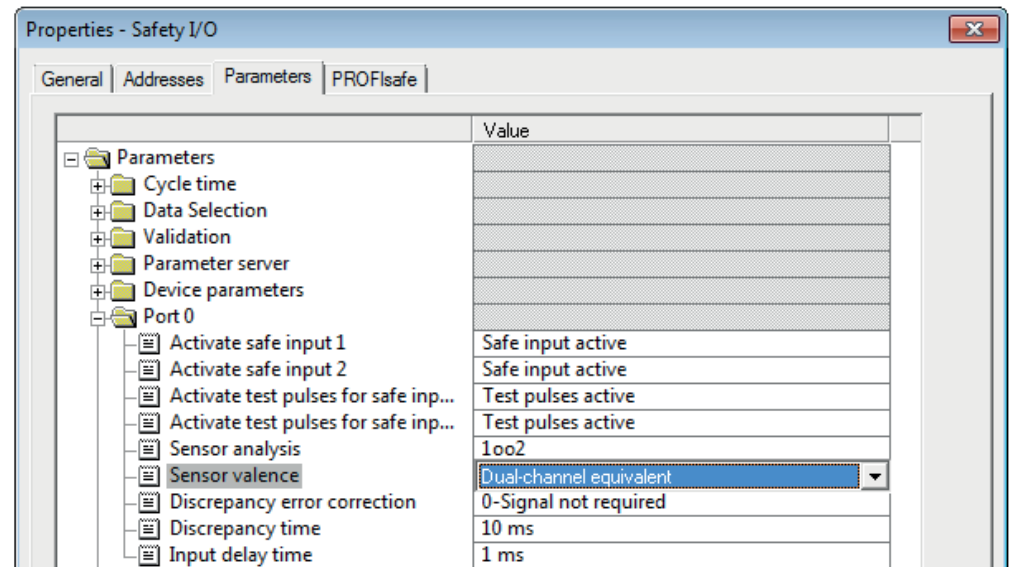 Properties - Safety I/O
General Addresses Parameters PROFIsafe
Value
Parameters
Cycle time
Data Selection
Validation
Parameter server
Device parameters
Port 0
Activate safe input 1 Safe input active
Activate safe input 2 Safe input active
Activate test pulses for safe inp... Test pulses active
Activate test pulses for safe inp... Test pulses active
Sensor analysis 1oo2
Sensor valence Dual-channel equivalent
Discrepancy error correction 0-Signal not required
Discrepancy time 10 ms
Input delay time 1 ms